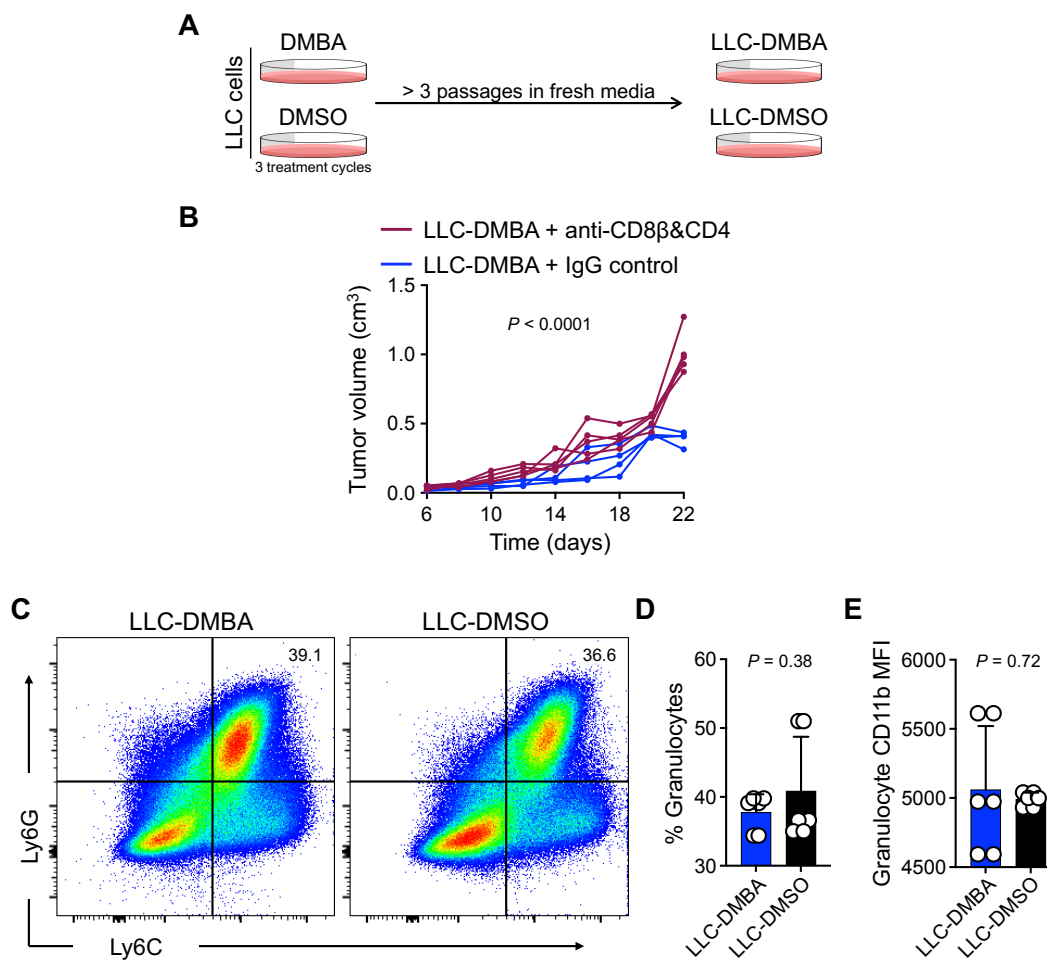 A
DMBA
LLC-DMBA
LLC cells
> 3 passages in fresh media
DMSO
LLC-DMSO
3 treatment cycles
B
LLC-DMBA + anti-CD8β&CD4
LLC-DMBA + IgG control
Tumor volume (cm³)
1.5
1.0
0.5
0.0
P < 0.0001
6
10
14
18
22
Time (days)
C
LLC-DMBA
LLC-DMSO
39.1
36.6
Ly6G
Ly6C
D
% Granulocytes
60
50
40
30
P = 0.38
LLC-DMBA
LLC-DMSO
E
Granulocyte CD11b MFI
6000
5500
5000
4500
P = 0.72
LLC-DMBA
LLC-DMSO